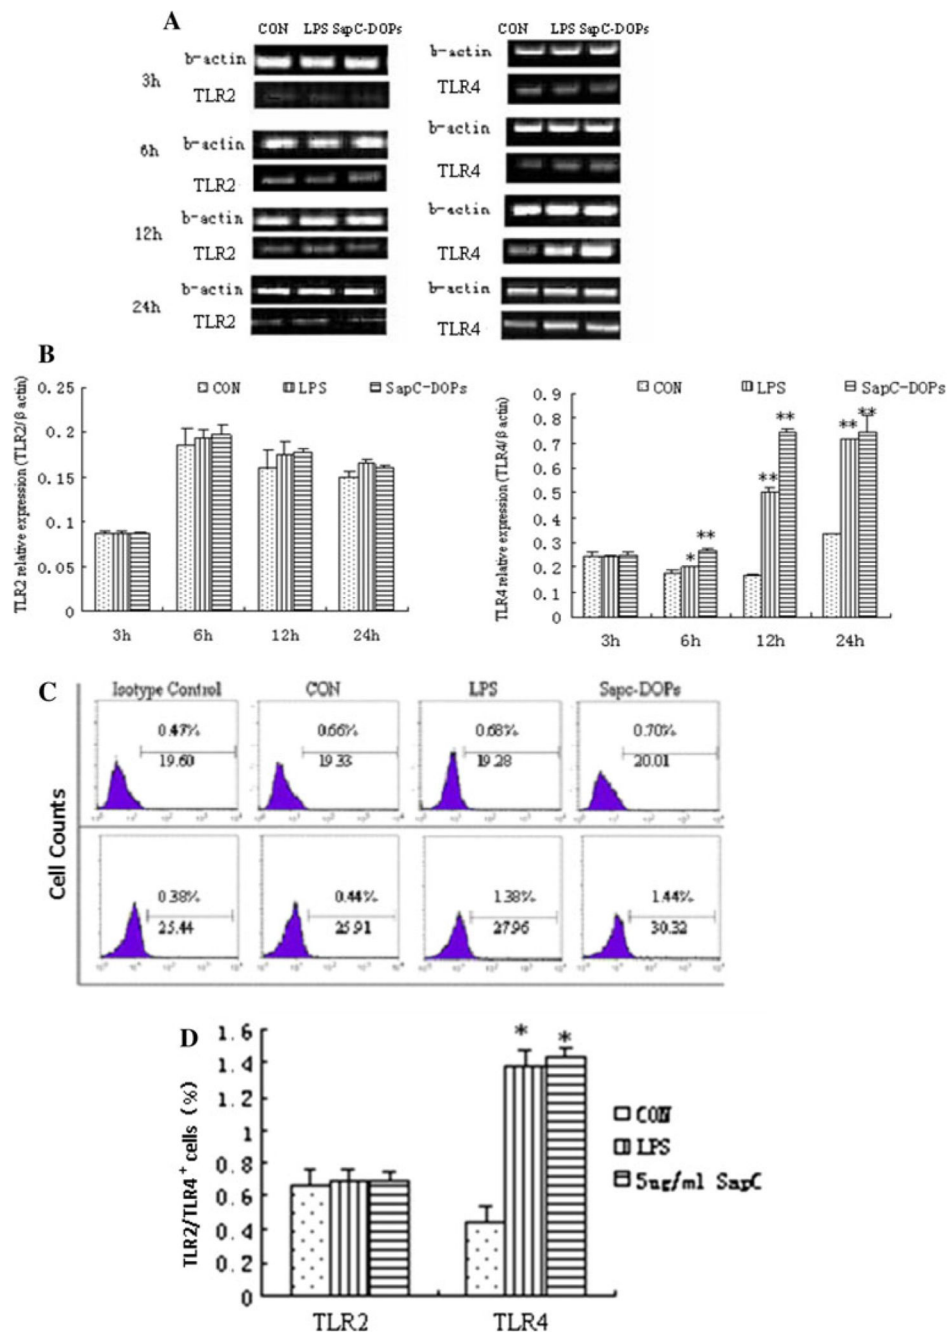 A
CON LPS SapC-DOPs
CON LPS SapC-DOPs
3h
b-actin
TLR2
b-actin
TLR4
6h
b-actin
TLR2
b-actin
TLR4
12h
b-actin
TLR2
b-actin
TLR4
24h
b-actin
TLR2
b-actin
TLR4
B
TLR2 relative expression (TLR2/β actin)
CON LPS SapC-DOPs
0.25
0.2
0.15
0.1
0.05
0
3h 6h 12h 24h
TLR4 relative expression (TLR4/β actin)
CON LPS SapC-DOPs
0.9
0.8
0.7
0.6
0.5
0.4
0.3
0.2
0.1
0
* ** ** ** ** **
3h 6h 12h 24h
C
Isotype Control CON LPS Sapc-DOPs
Cell Counts
0.47% 0.66% 0.68% 0.70%
19.60 19.33 19.28 20.01
0.38% 0.44% 1.38% 1.44%
25.44 25.91 27.96 30.32
D
TLR2/TLR4+ cells (%)
1.6
1.4
1.2
1
0.8
0.6
0.4
0.2
0
* *
CON
LPS
5ug/ml SapC
TLR2 TLR4